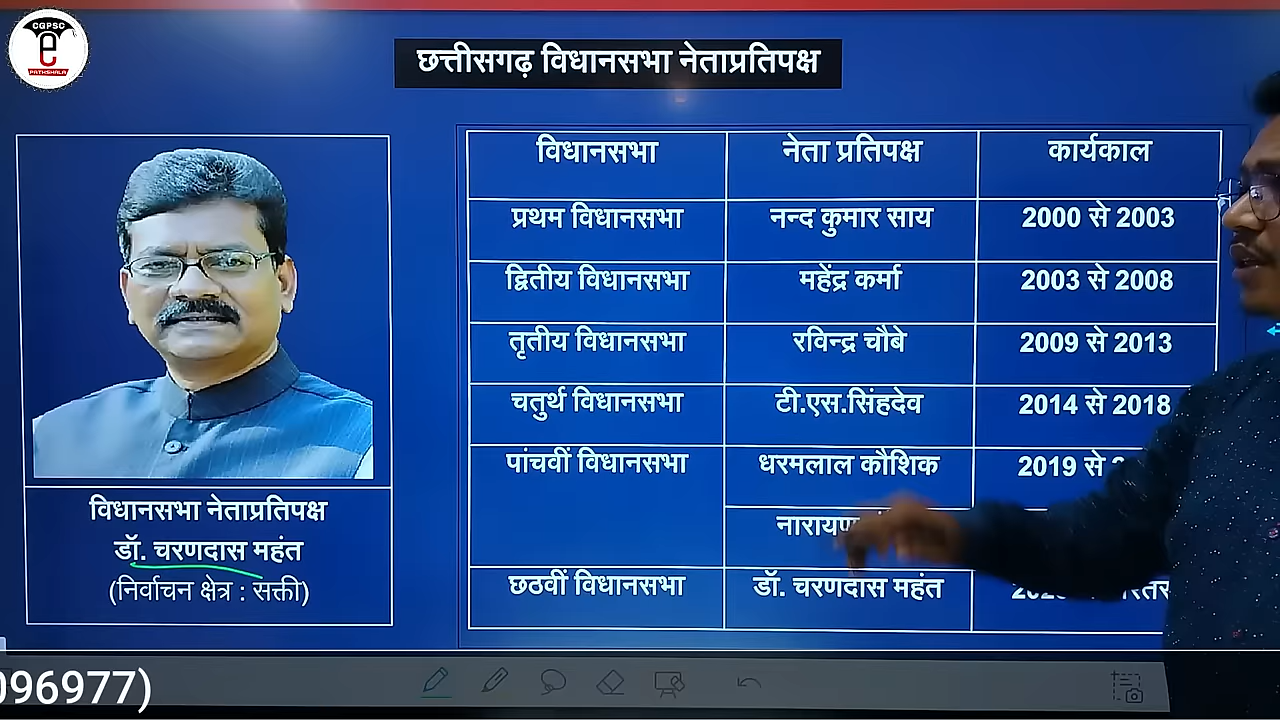 CGPSC
e
PATHSHALA
छत्तीसगढ़ विधानसभा नेताप्रतिपक्ष
विधानसभा नेता प्रतिपक्ष कार्यकाल
प्रथम विधानसभा नन्द कुमार साय 2000 से 2003
द्वितीय विधानसभा महेंद्र कर्मा 2003 से 2008
तृतीय विधानसभा रविन्द्र चौबे 2009 से 2013
चतुर्थ विधानसभा टी.एस.सिंहदेव 2014 से 2018
पांचवीं विधानसभा धरमलाल कौशिक 2019 से
छठवीं विधानसभा डॉ. चरणदास महंत
विधानसभा नेताप्रतिपक्ष
डॉ. चरणदास महंत
(निर्वाचन क्षेत्र : सक्ती)
096977)